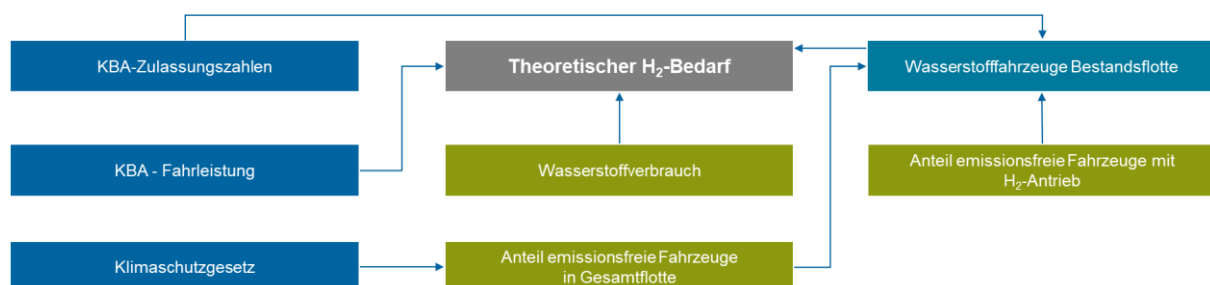 KBA-Zulassungszahlen
Theoretischer H₂-Bedarf
Wasserstofffahrzeuge Bestandsflotte
KBA - Fahrleistung
Wasserstoffverbrauch
Anteil emissionsfreie Fahrzeuge mit
H₂-Antrieb
Klimaschutzgesetz
Anteil emissionsfreie Fahrzeuge
in Gesamtflotte